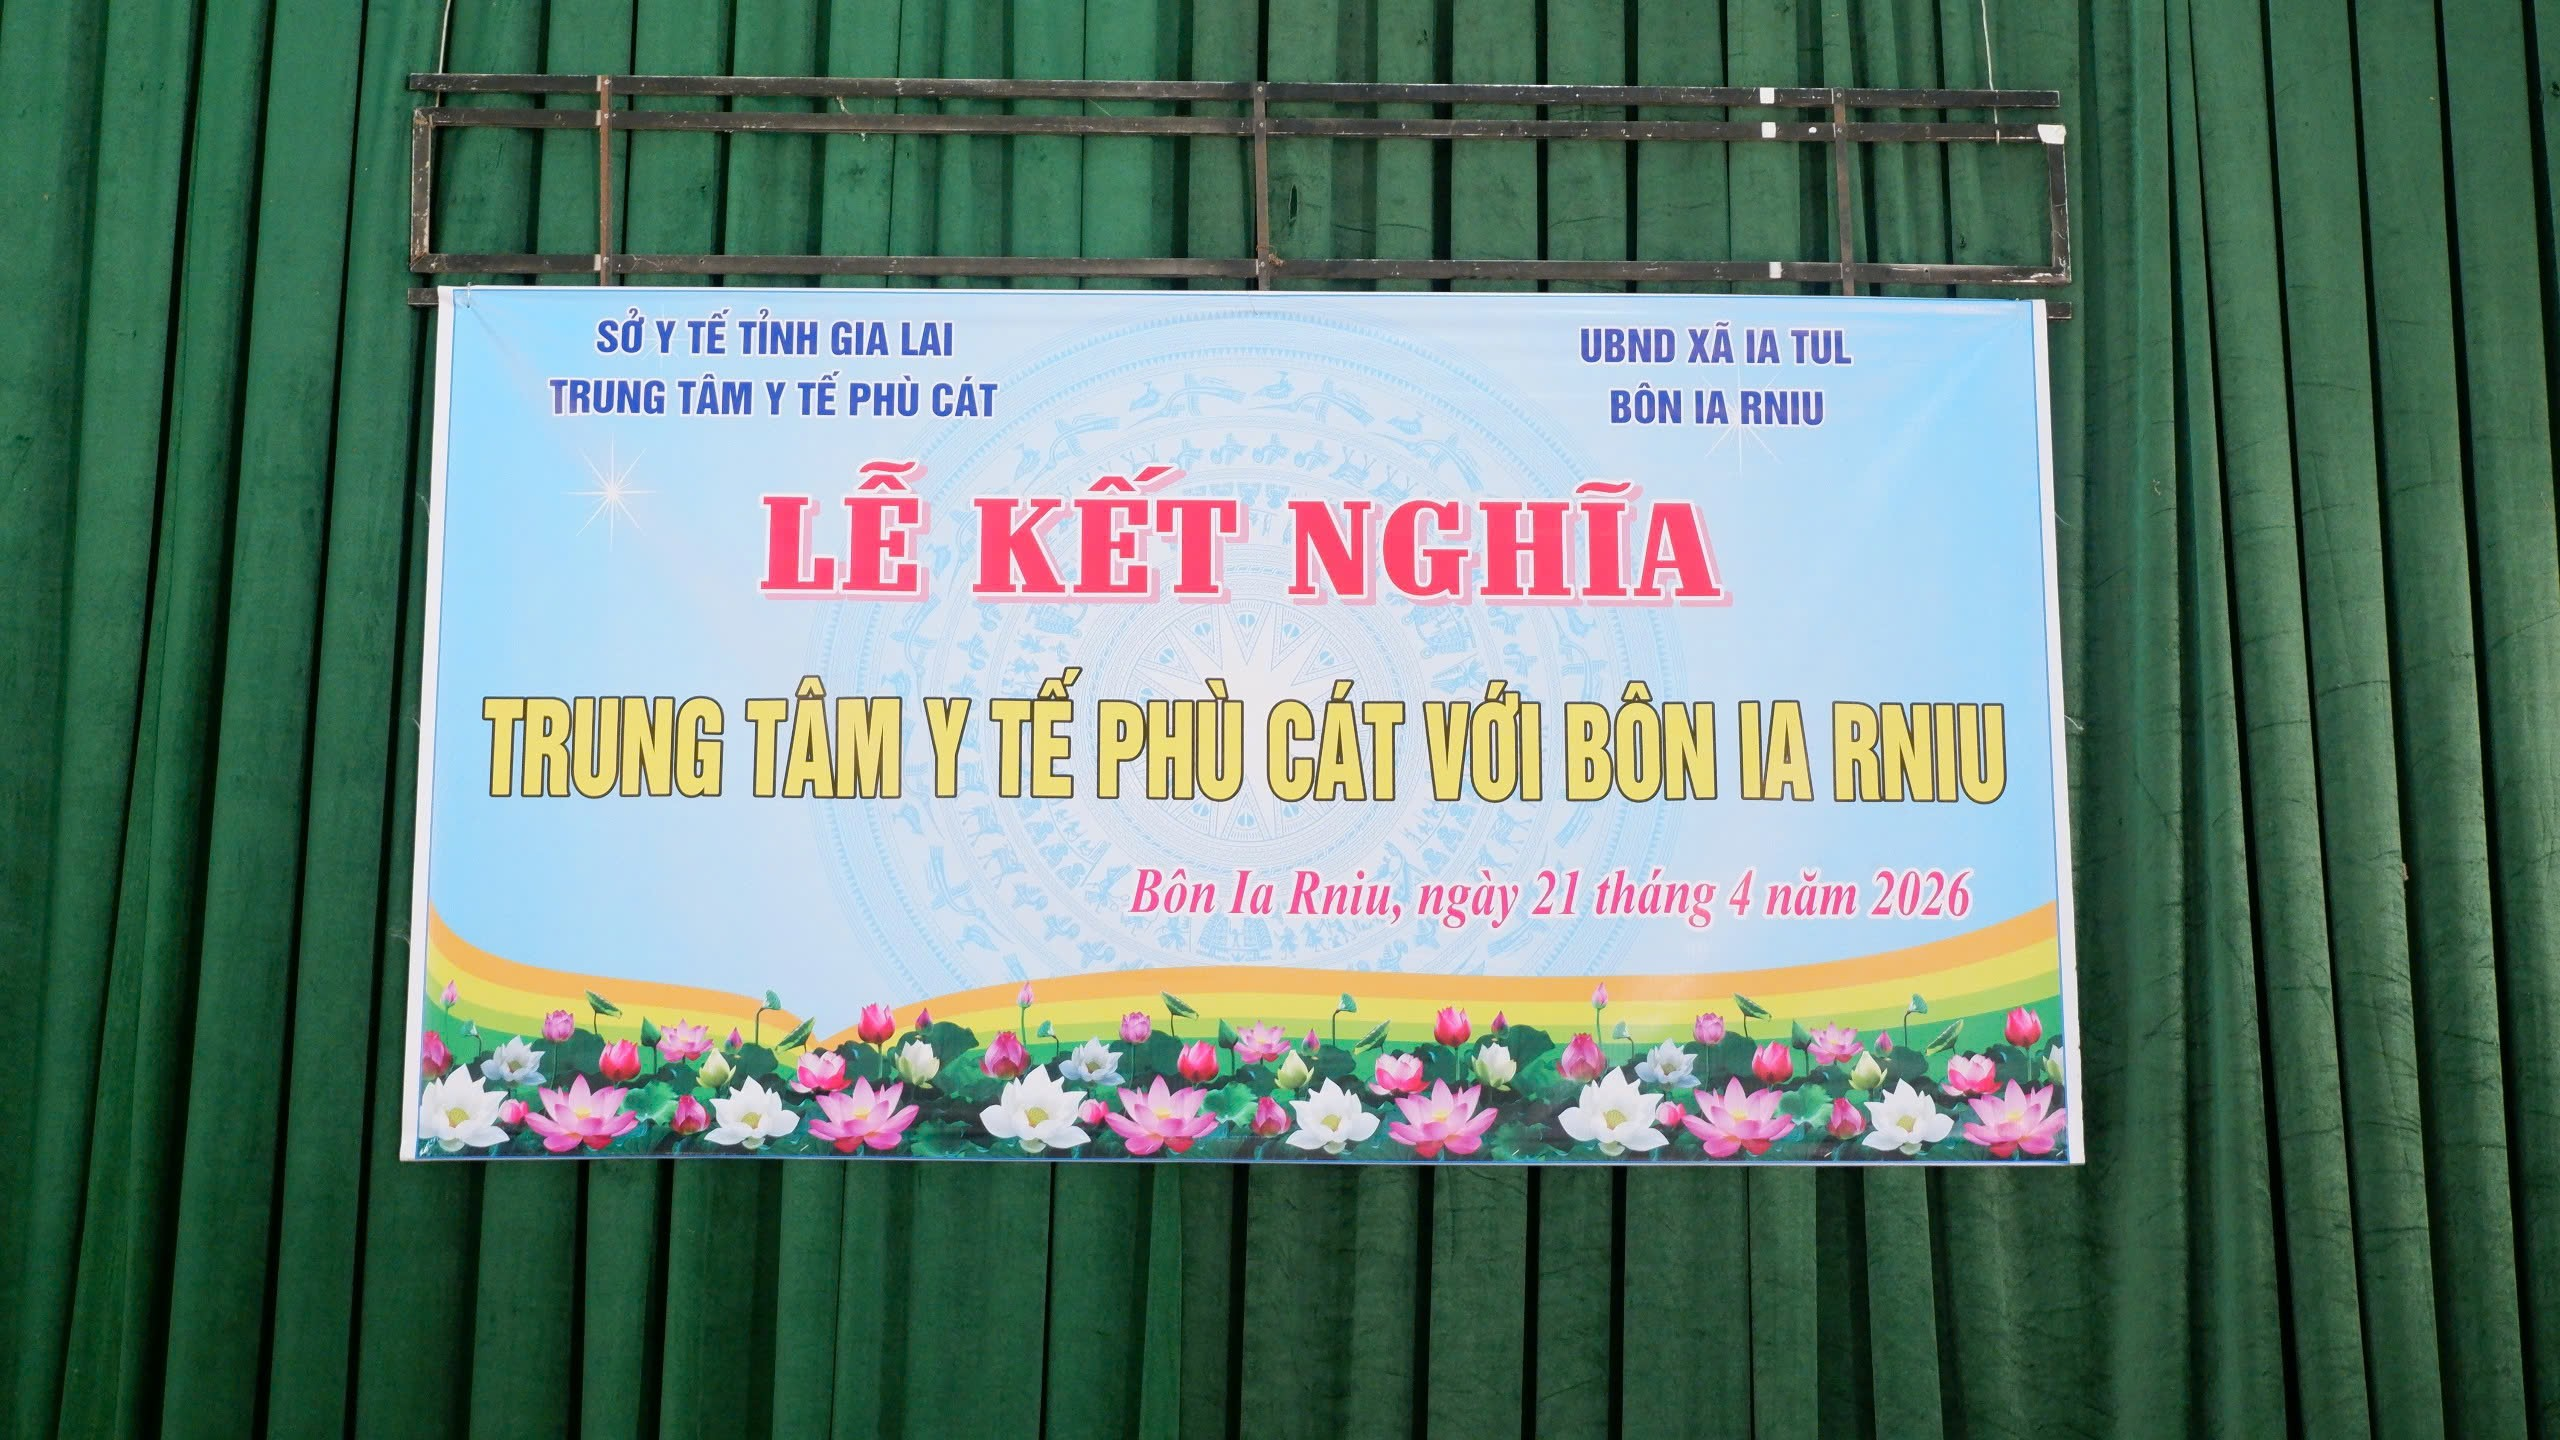 SỞ Y TẾ TỈNH GIA LAI
TRUNG TÂM Y TẾ PHÙ CÁT
UBND XÃ IA TUL
BÔN IA RNIU
LỄ KẾT NGHĨA
TRUNG TÂM Y TẾ PHÙ CÁT VỚI BÔN IA RNIU
Bôn Ia Rniu, ngày 21 tháng 4 năm 2026